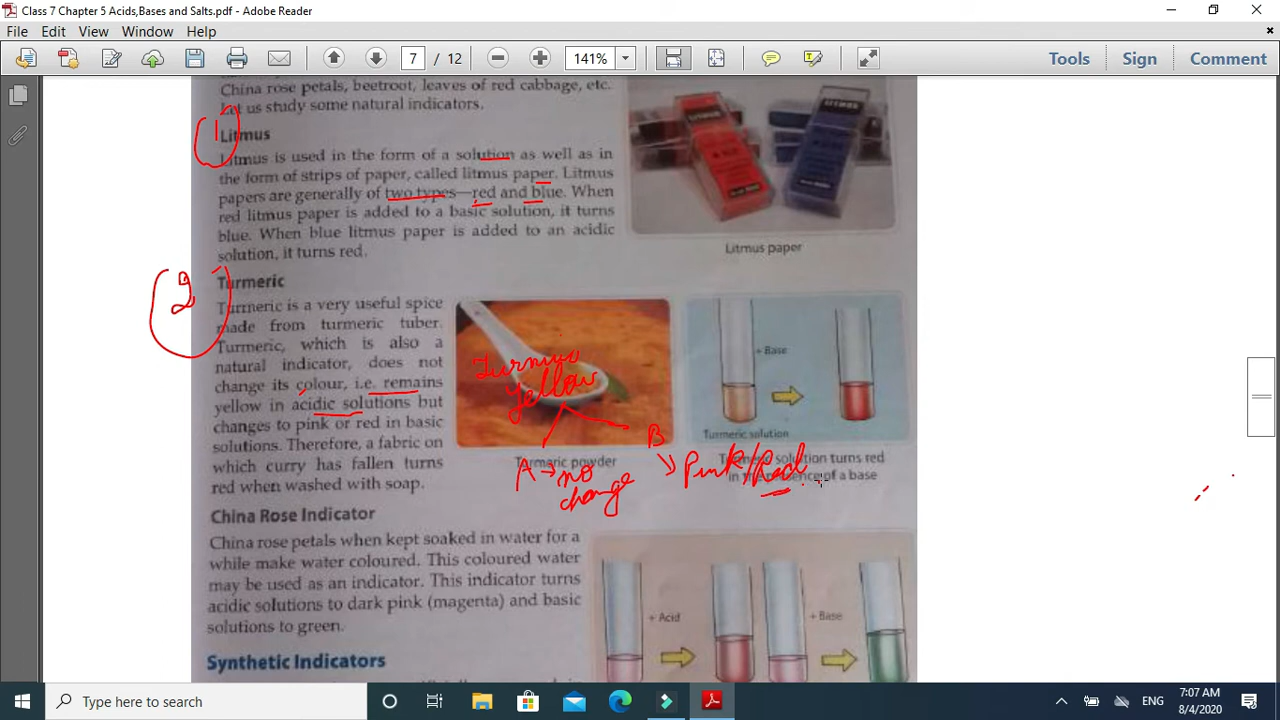 Class 7 Chapter 5 Acids,Bases and Salts.pdf - Adobe Reader
File Edit View Window Help
7 / 12
141%
Tools Sign Comment
China rose petals, beetroot, leaves of red cabbage, etc.
Let us study some natural indicators.
1
Litmus
Litmus is used in the form of a solution as well as in
the form of strips of paper, called litmus paper. Litmus
papers are generally of two types—red and blue. When
red litmus paper is added to a basic solution, it turns
blue. When blue litmus paper is added to an acidic
solution, it turns red.
LITMUS
LITMUS
Litmus paper
2
Turmeric
Turmeric is a very useful spice
made from turmeric tuber.
Turmeric, which is also a
natural indicator, does not
change its colour, i.e. remains
yellow in acidic solutions but
changes to pink or red in basic
solutions. Therefore, a fabric on
which curry has fallen turns
red when washed with soap.
Yellow
A → no
change
B
Pink/Red
Turmeric powder
+ Base
Turmeric solution
Turmeric solution turns red
in the presence of a base
China Rose Indicator
China rose petals when kept soaked in water for a
while make water coloured. This coloured water
may be used as an indicator. This indicator turns
acidic solutions to dark pink (magenta) and basic
solutions to green.
+ Acid
+ Base
Synthetic Indicators
Type here to search
ENG
7:07 AM
8/4/2020